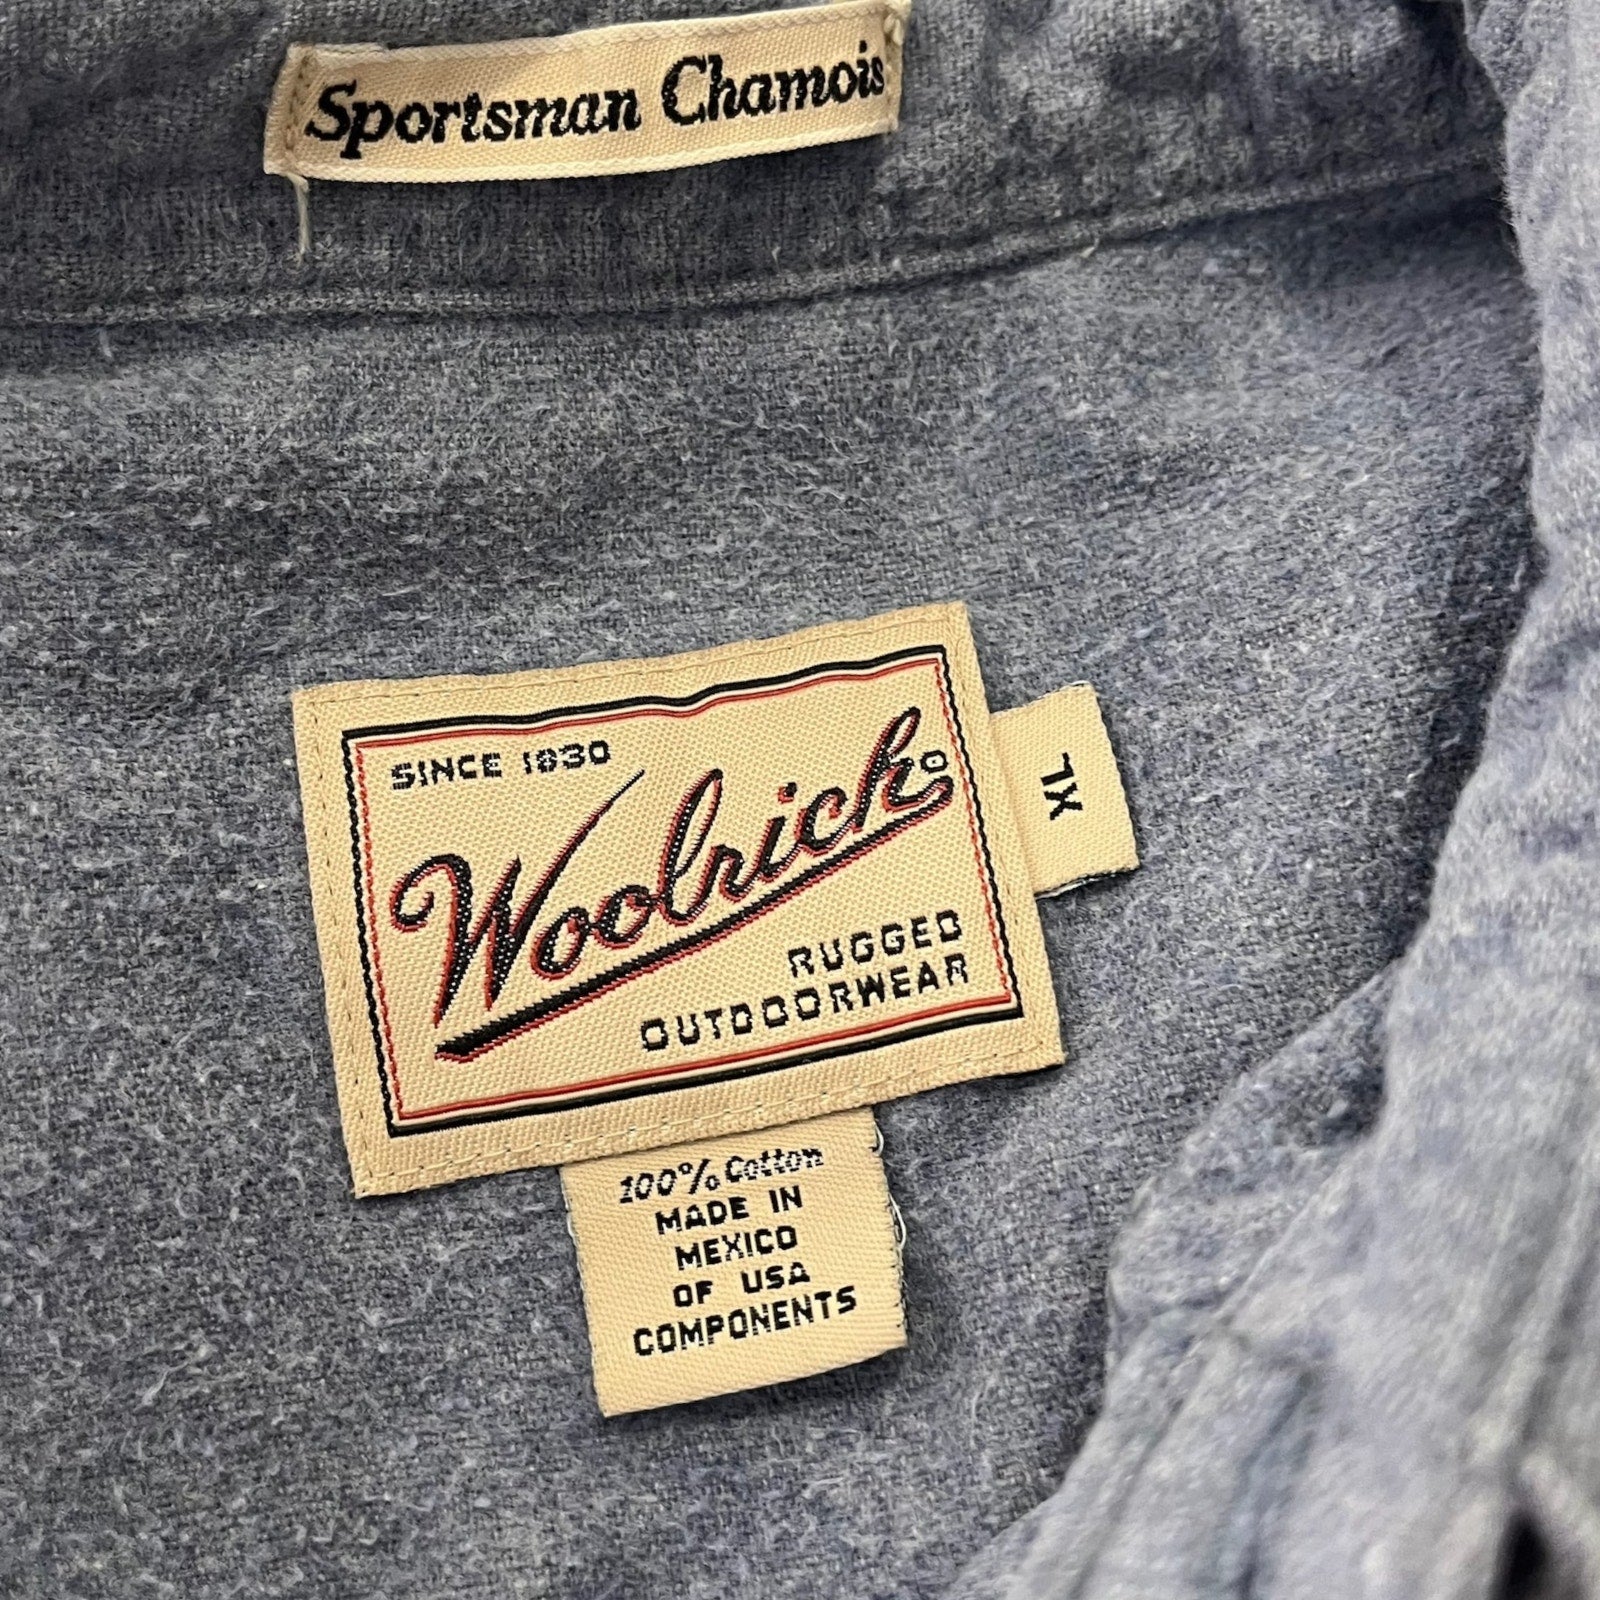 Sportsman Chamois
SINCE 1830
Woolrich
RUGGED
OUTDOORWEAR
XL
100% Cotton
MADE IN
MEXICO
OF USA
COMPONENTS